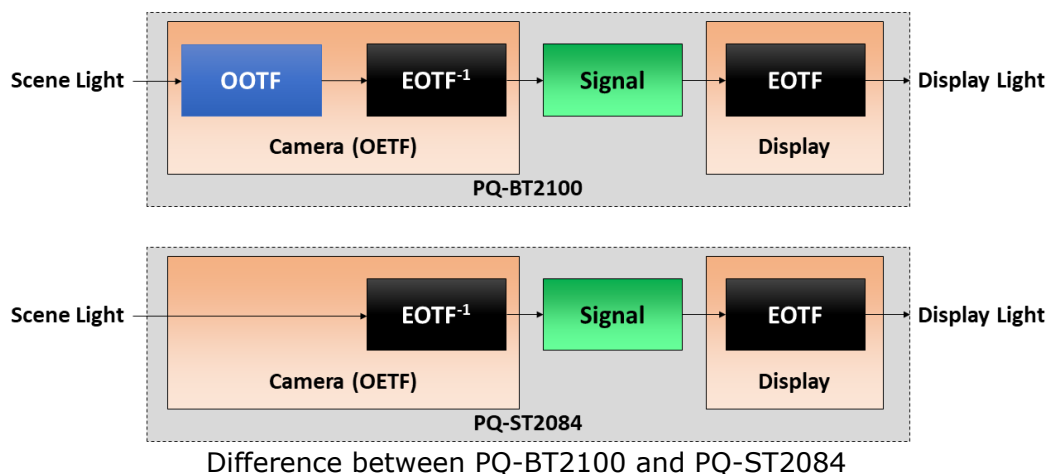 Scene Light
OOTF
EOTF-1
Signal
EOTF
Display Light
Camera (OETF)
Display
PQ-BT2100
Scene Light
EOTF-1
Signal
EOTF
Display Light
Camera (OETF)
Display
PQ-ST2084
Difference between PQ-BT2100 and PQ-ST2084